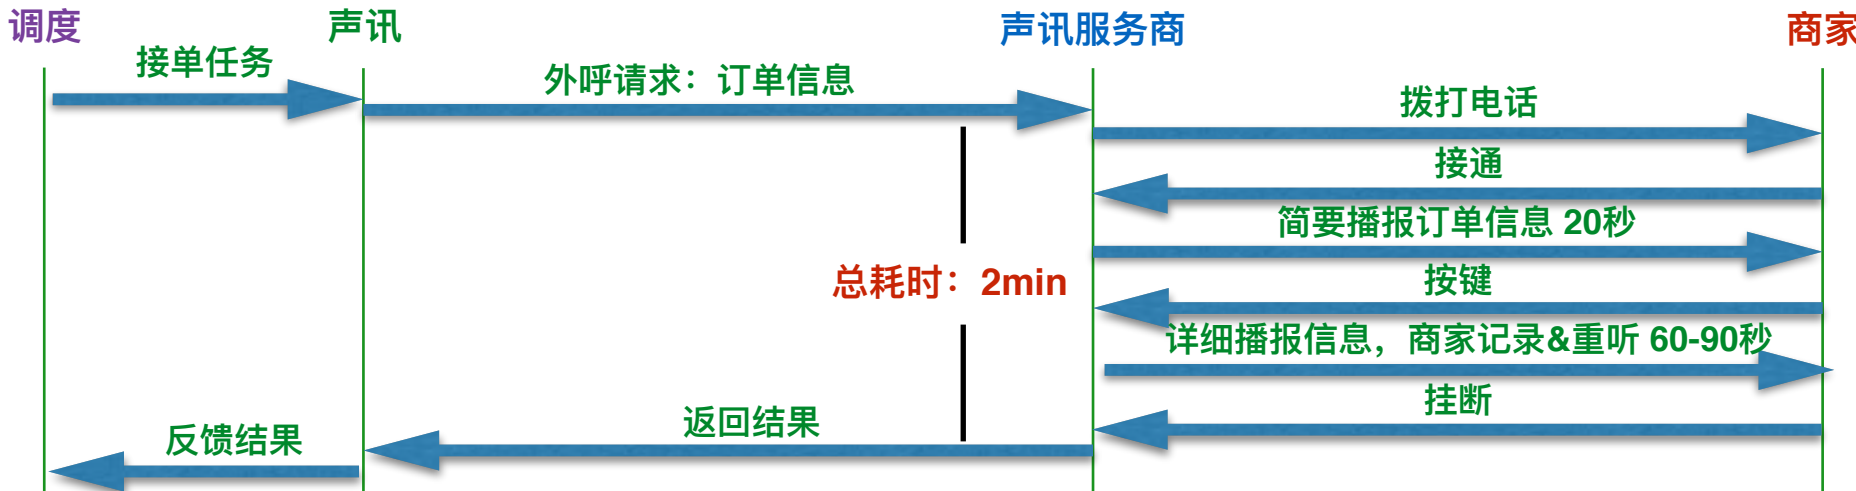 调度
声讯
声讯服务商
商家
接单任务
外呼请求：订单信息
拨打电话
接通
简要播报订单信息 20秒
总耗时：2min
按键
详细播报信息，商家记录&重听 60-90秒
挂断
返回结果
反馈结果